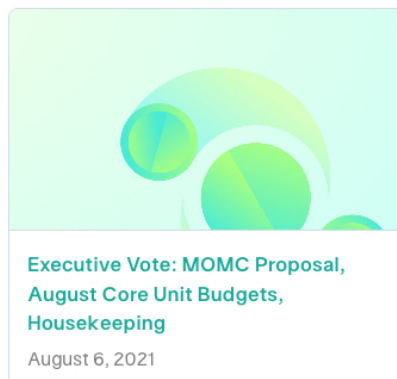 Executive Vote: MOMC Proposal,
August Core Unit Budgets,
Housekeeping
August 6, 2021